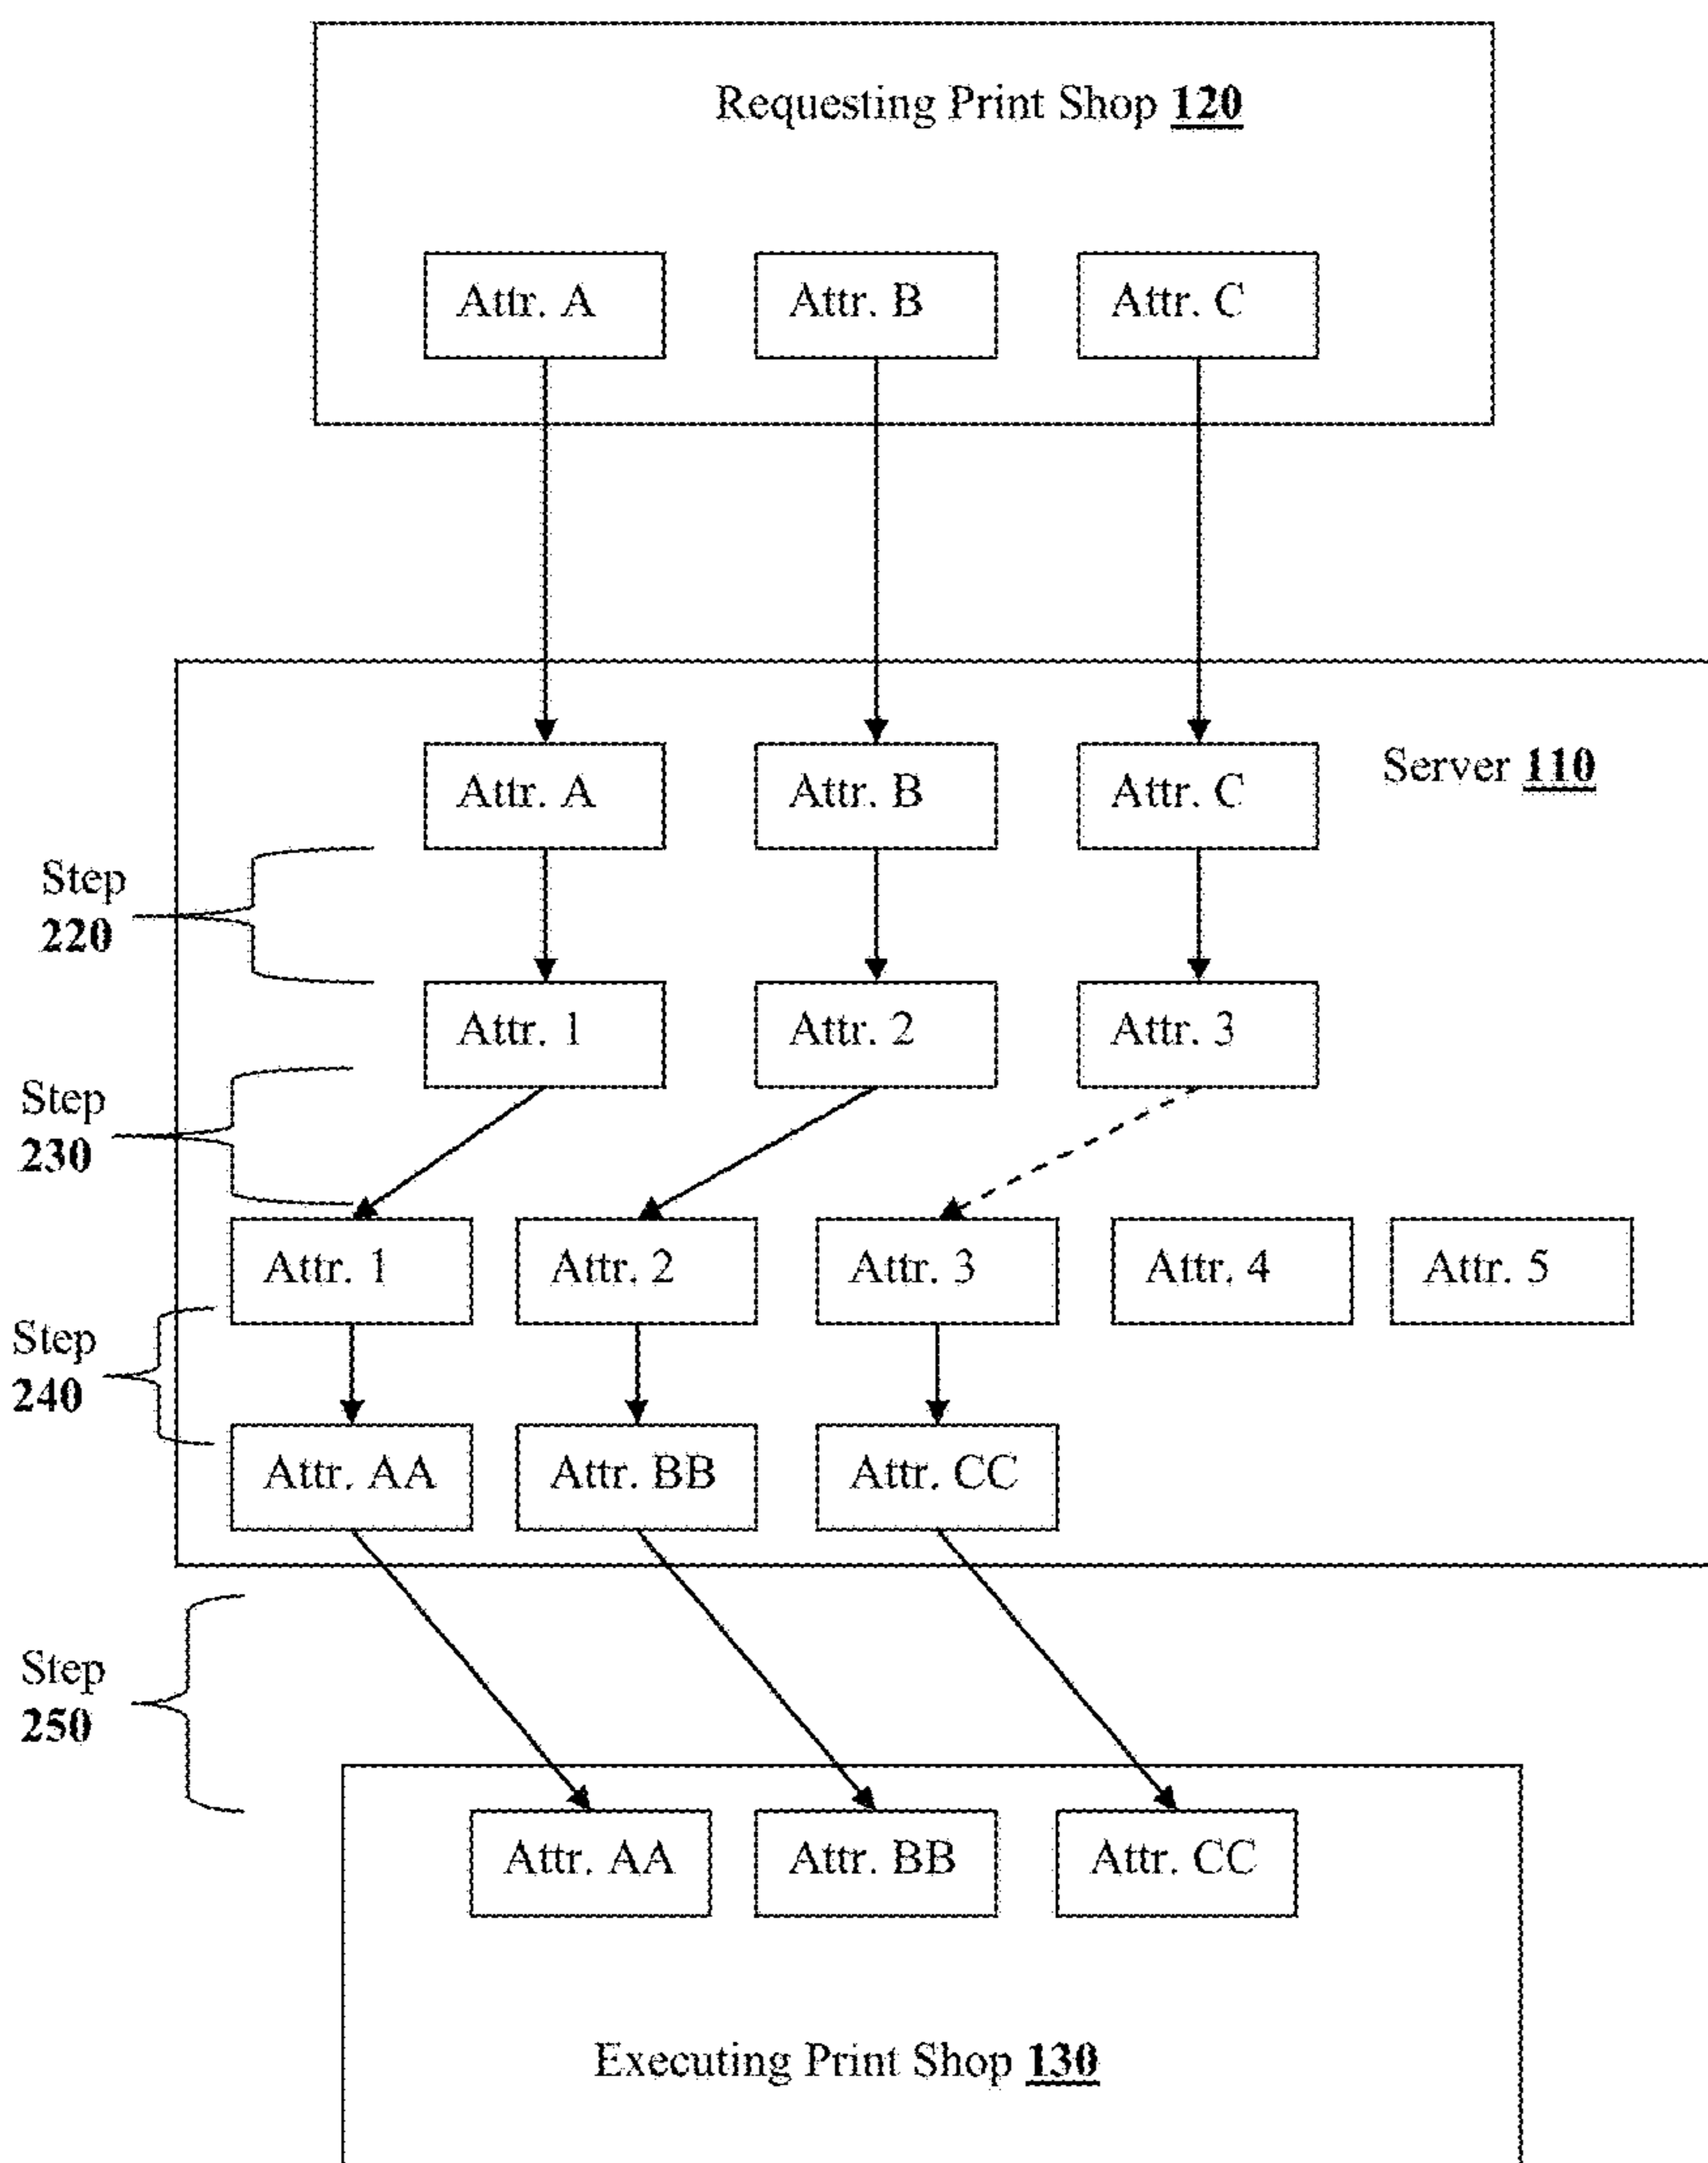 Requesting Print Shop 120
Attr. A
Attr. B
Attr. C
Server 110
Attr. A
Attr. B
Attr. C
Step
220
Attr. 1
Attr. 2
Attr. 3
Step
230
Attr. 1
Attr. 2
Attr. 3
Attr. 4
Attr. 5
Step
240
Attr. AA
Attr. BB
Attr. CC
Step
250
Attr. AA
Attr. BB
Attr. CC
Executing Print Shop 130